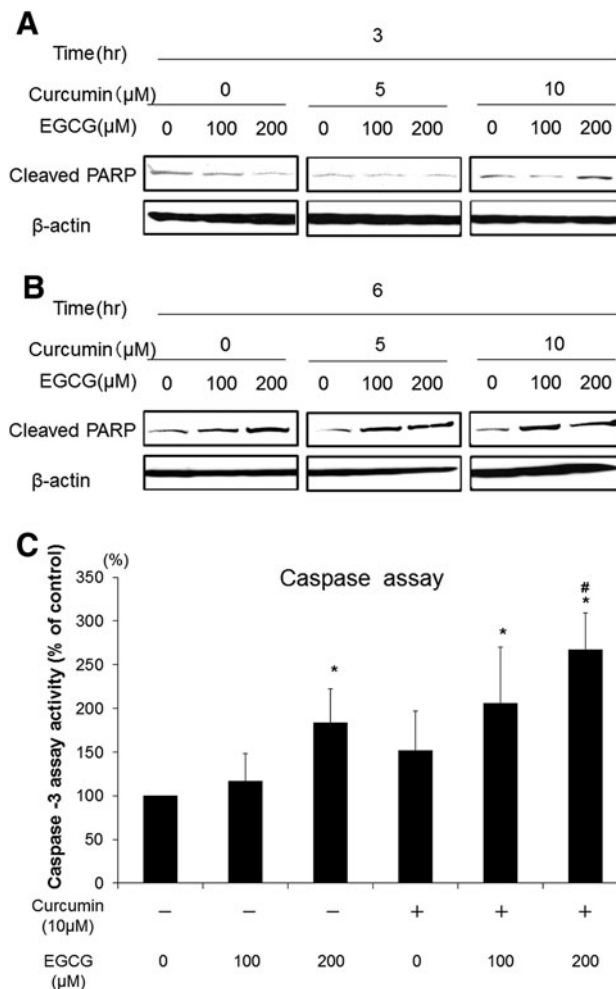 A
3
Time(hr)
Curcumin(μM) 0 5 10
EGCG(μM) 0 100 200 0 100 200 0 100 200
Cleaved PARP
β-actin
B
6
Time(hr)
Curcumin(μM) 0 5 10
EGCG(μM) 0 100 200 0 100 200 0 100 200
Cleaved PARP
β-actin
C
(%)
Caspase assay
Caspase -3 assay activity (% of control)
350
300
250
200
150
100
50
0
* * # *
Curcumin − − − + + +
(10μM)
EGCG 0 100 200 0 100 200
(μM)